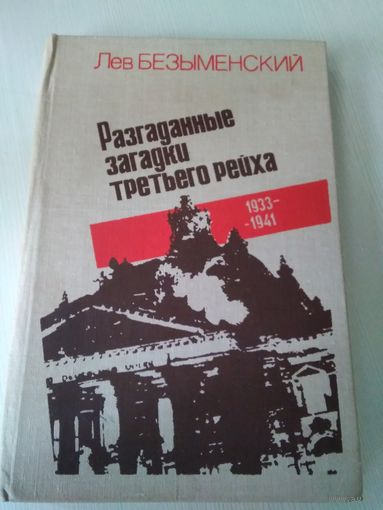 Лев БЕЗЫМЕНСКИЙ
Разгаданные
загадки
третьего рейха
1933–
-1941